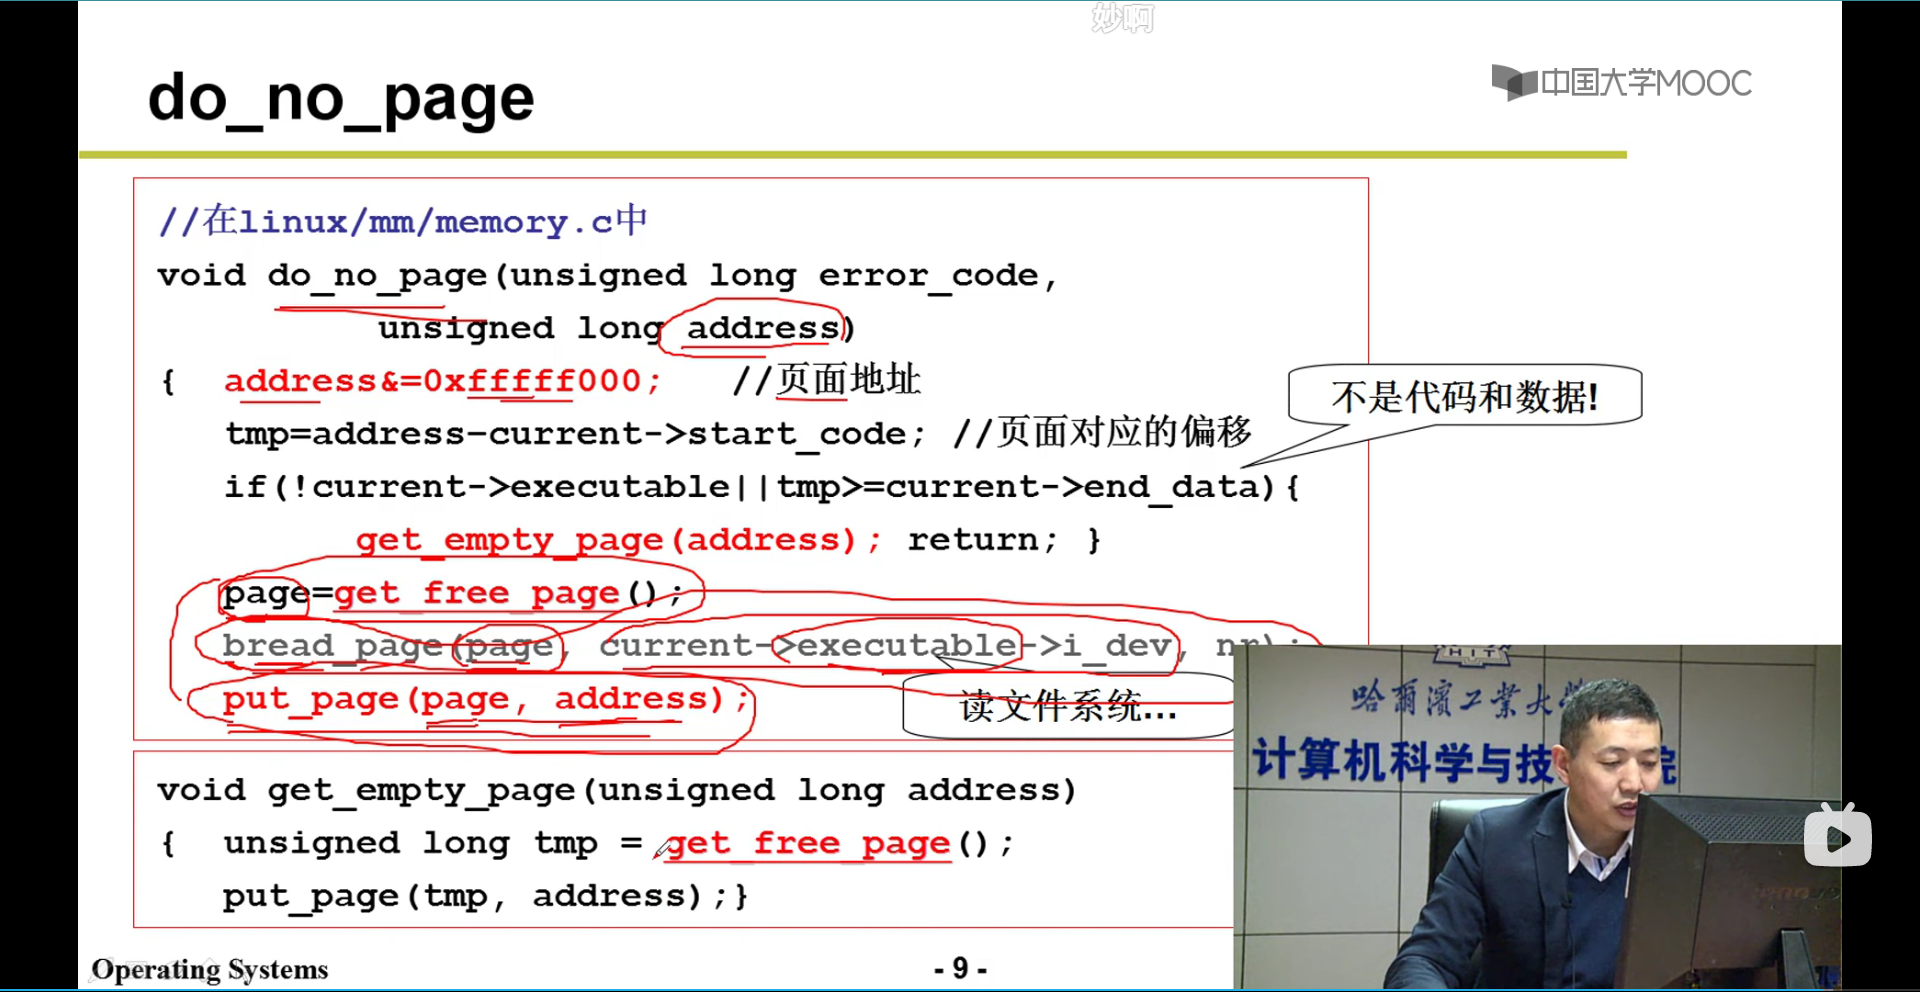 妙啊
do_no_page
中国大学MOOC
//在linux/mm/memory.c中
void do_no_page(unsigned long error_code,
unsigned long address)
{ address&=0xfffff000; //页面地址
不是代码和数据!
tmp=address-current->start_code; //页面对应的偏移
if(!current->executable||tmp>=current->end_data){
get_empty_page(address); return; }
page=get_free_page();
bread_page(page, current->executable->i_dev, nr);
put_page(page, address);
读文件系统...
void get_empty_page(unsigned long address)
{ unsigned long tmp = get_free_page();
put_page(tmp, address);}
哈尔滨工业大学
计算机科学与技 院
HIT
Operating Systems
- 9 -